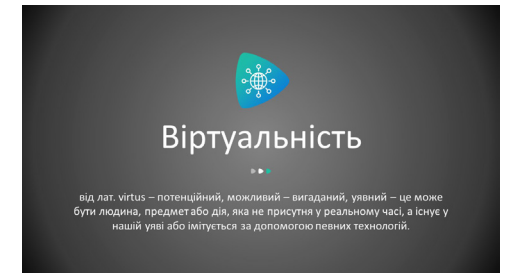 Віртуальність
від лат. virtus – потенційний, можливий – вигаданий, уявний – це може
бути людина, предмет або дія, яка не присутня у реальному часі, а існує у
нашій уяві або імітується за допомогою певних технологій.